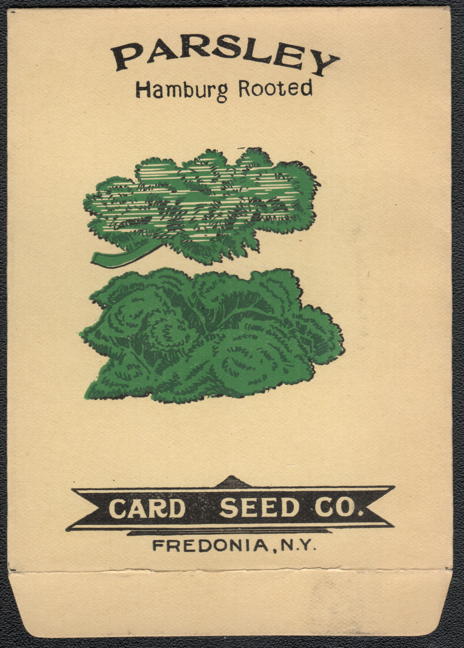 PARSLEY
Hamburg Rooted
CARD SEED CO.
FREDONIA, N.Y.